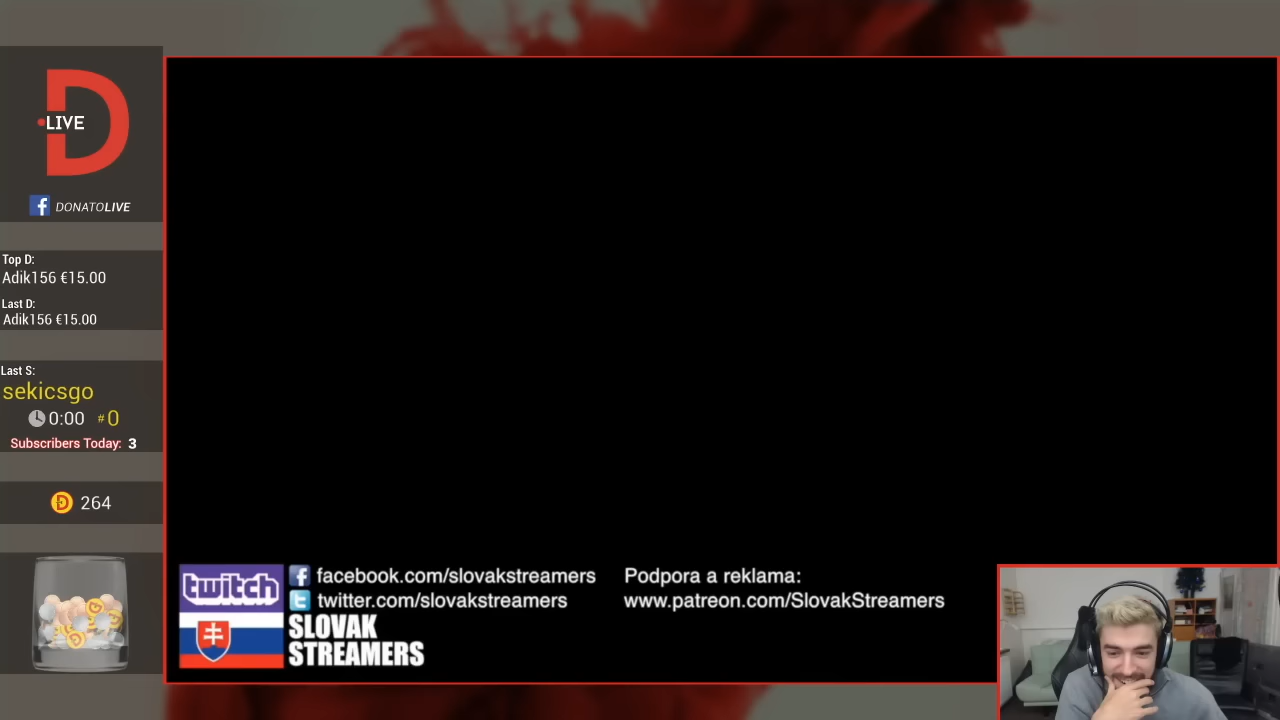 LIVE
DONATOLIVE
Top D:
Adik156 €15.00
Last D:
Adik156 €15.00
Last S:
sekicsgo
0:00 #0
Subscribers Today: 3
264
twitch
facebook.com/slovakstreamers
twitter.com/slovakstreamers
SLOVAK
STREAMERS
Podpora a reklama:
www.patreon.com/SlovakStreamers